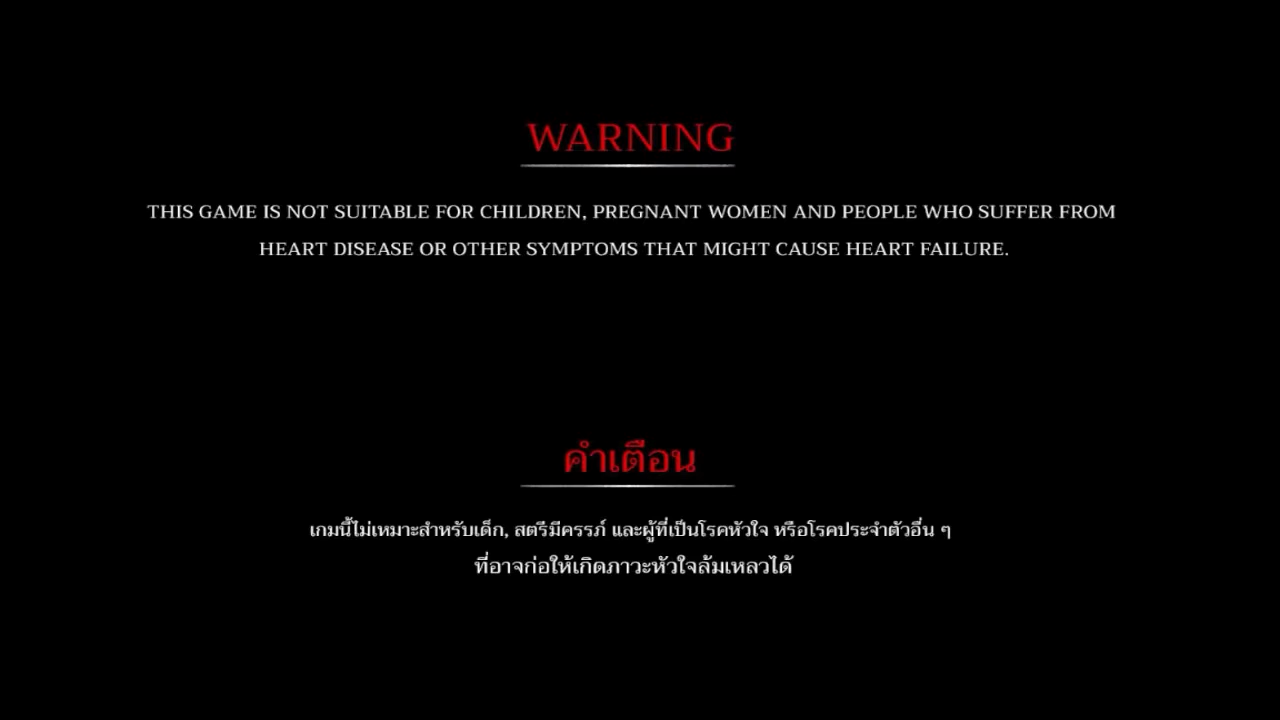 WARNING
THIS GAME IS NOT SUITABLE FOR CHILDREN, PREGNANT WOMEN AND PEOPLE WHO SUFFER FROM
HEART DISEASE OR OTHER SYMPTOMS THAT MIGHT CAUSE HEART FAILURE.
คำเตือน
เกมนี้ไม่เหมาะสำหรับเด็ก, สตรีมีครรภ์ และผู้ที่เป็นโรคหัวใจ หรือโรคประจำตัวอื่น ๆ
ที่อาจก่อให้เกิดภาวะหัวใจล้มเหลวได้